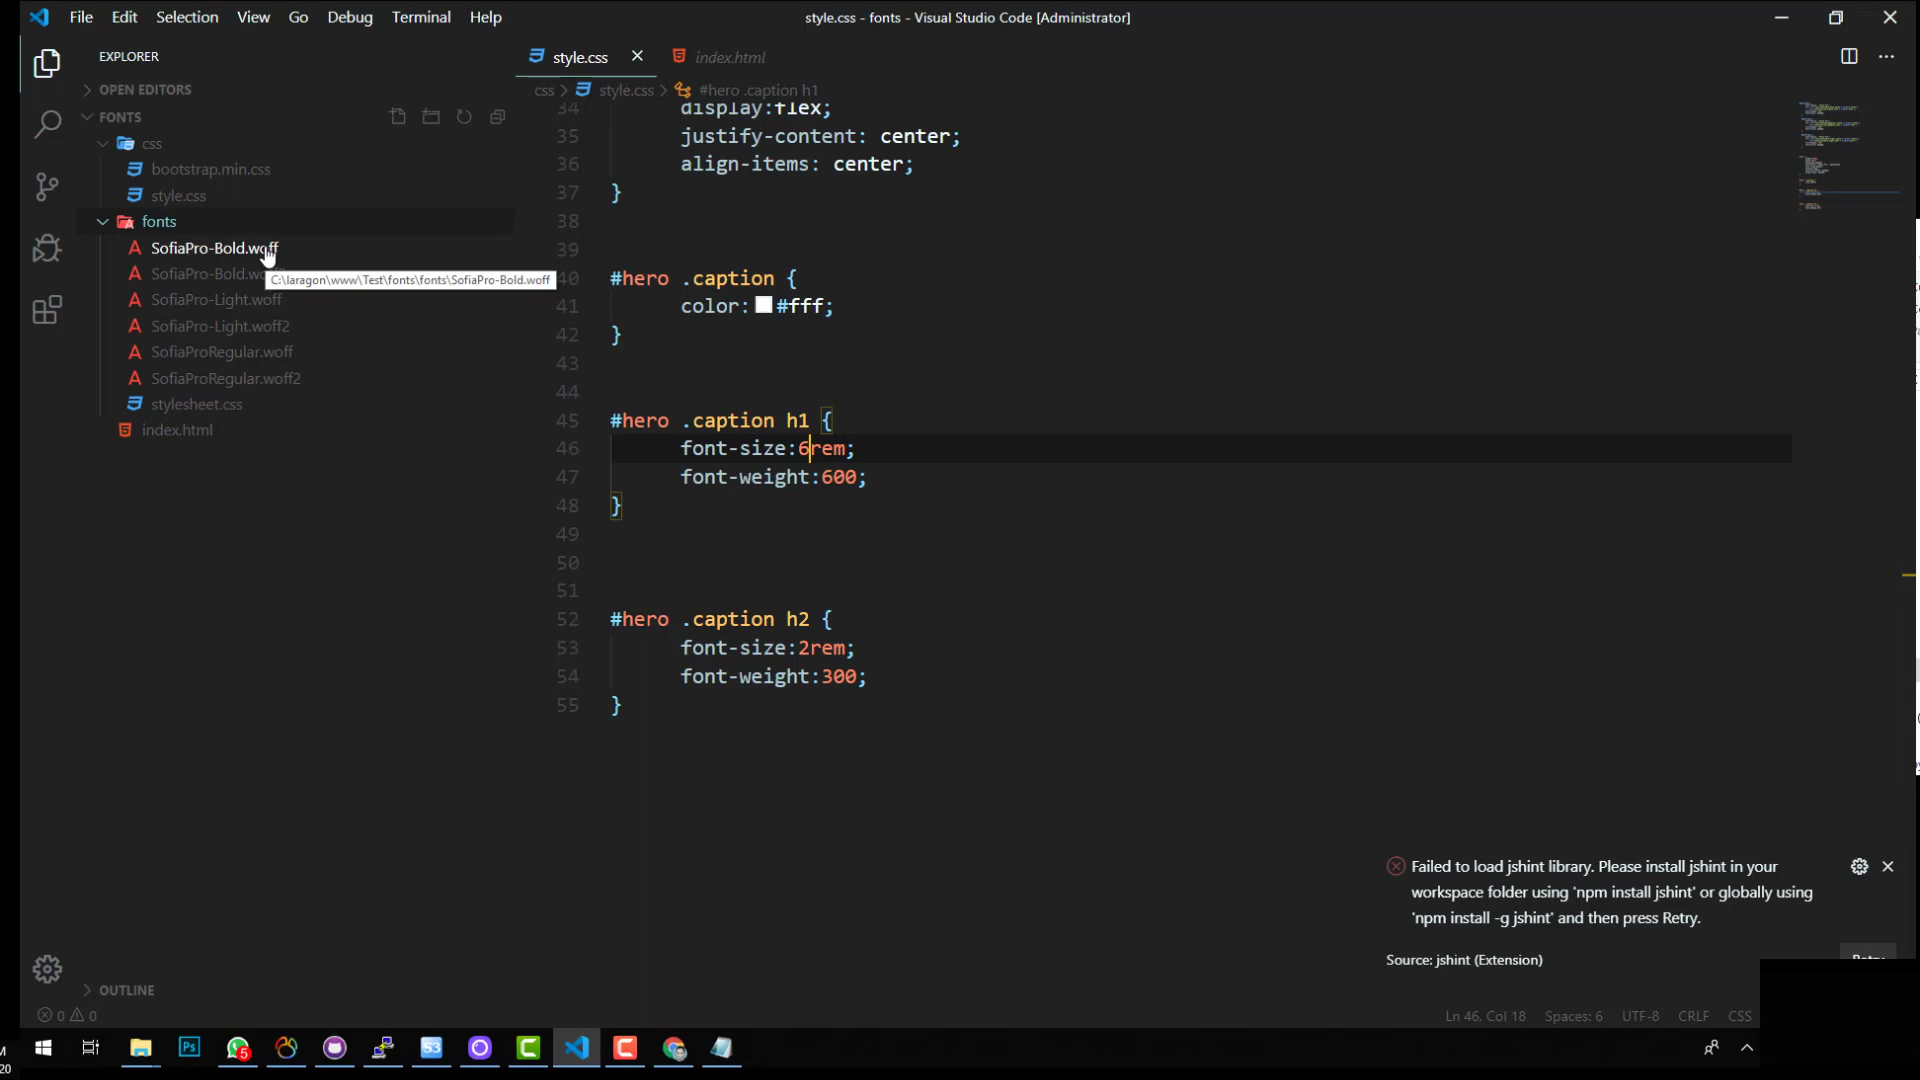 File Edit Selection View Go Debug Terminal Help
style.css - fonts - Visual Studio Code [Administrator]
EXPLORER
OPEN EDITORS
FONTS
css
bootstrap.min.css
style.css
fonts
SofiaPro-Bold.woff
SofiaPro-Bold.wo
C:\laragon\www\Test\fonts\fonts\SofiaPro-Bold.woff
SofiaPro-Light.woff
SofiaPro-Light.woff2
SofiaProRegular.woff
SofiaProRegular.woff2
stylesheet.css
index.html
OUTLINE
style.css
index.html
css > style.css > #hero .caption h1
34 display:flex;
35 justify-content: center;
36 align-items: center;
37 }
38
39
40 #hero .caption {
41 color: #fff;
42 }
43
44
45 #hero .caption h1 {
46 font-size:6rem;
47 font-weight:600;
48 }
49
50
51
52 #hero .caption h2 {
53 font-size:2rem;
54 font-weight:300;
55 }
Failed to load jshint library. Please install jshint in your
workspace folder using 'npm install jshint' or globally using
'npm install -g jshint' and then press Retry.
Source: jshint (Extension)
Retry
0 0
Ln 46, Col 18 Spaces: 6 UTF-8 CRLF CSS
Ps
5
S3
M
20